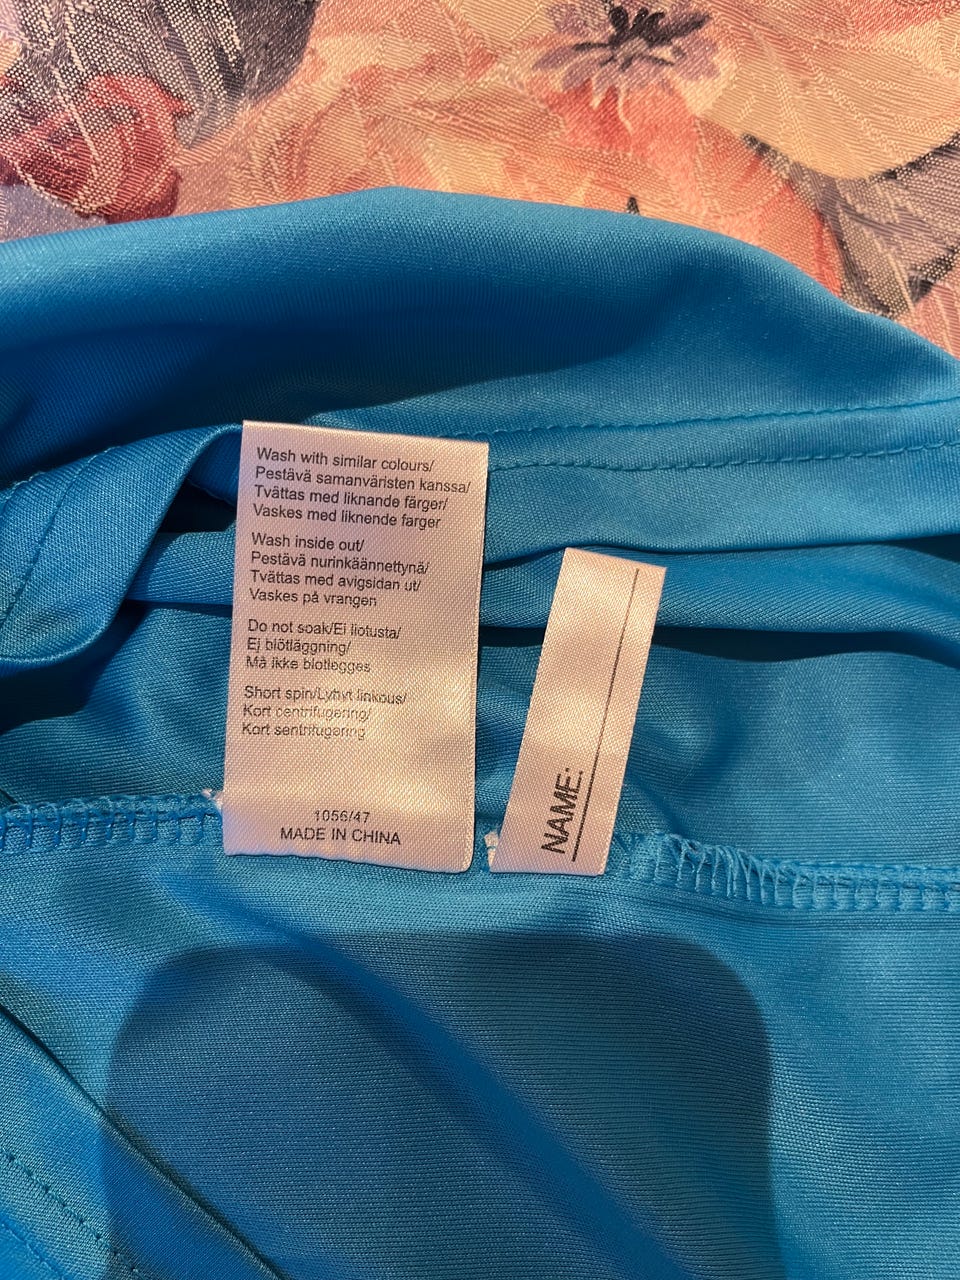 Wash with similar colours/
Pestävä samanväristen kanssa/
Tvättas med liknande färger/
Vaskes med liknende farger
Wash inside out/
Pestävä nurinkäännettynä/
Tvättas med avigsidan ut/
Vaskes på vrangen
Do not soak/Ei liotusta/
Ej blötläggning/
Må ikke blotlegges
Short spin/Lyhyt linkous/
Kort centrifugering/
Kort sentrifugering
1056/47
MADE IN CHINA
NAME: